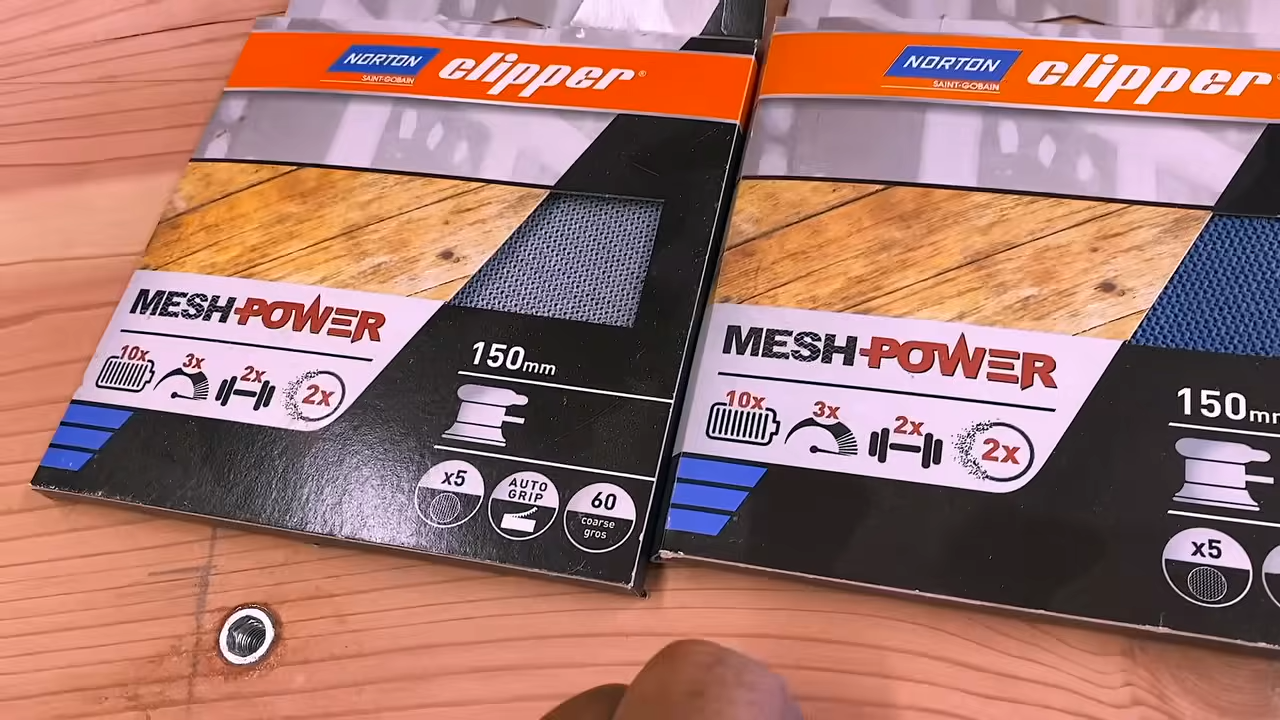 NORTON
SAINT-GOBAIN
clipper®
MESH-POWER
10x
3x
2x
2x
150mm
x5
AUTO
GRIP
60
coarse
gros
NORTON
SAINT-GOBAIN
clipper
MESH-POWER
10x
3x
2x
2x
150m
x5